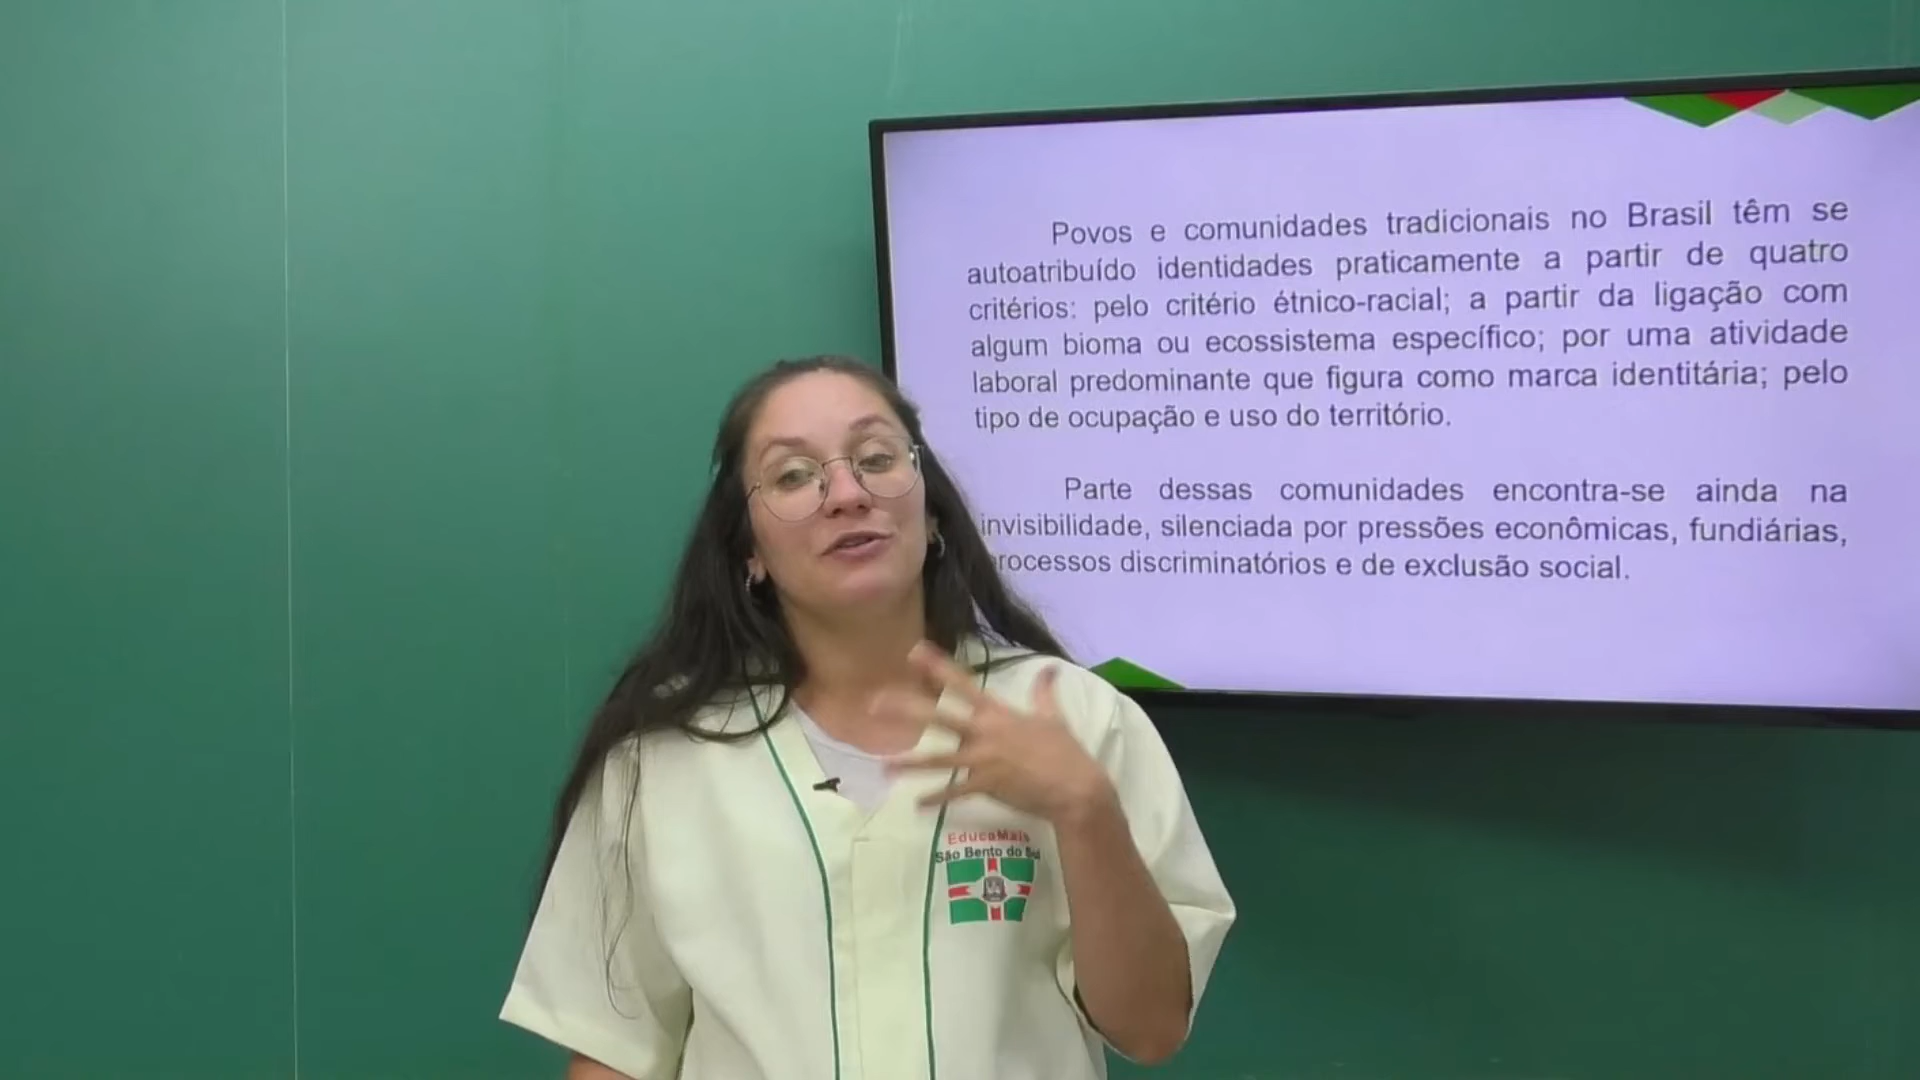 Povos e comunidades tradicionais no Brasil têm se
autoatribuído identidades praticamente a partir de quatro
critérios: pelo critério étnico-racial; a partir da ligação com
algum bioma ou ecossistema específico; por uma atividade
laboral predominante que figura como marca identitária; pelo
tipo de ocupação e uso do território.
Parte dessas comunidades encontra-se ainda na
invisibilidade, silenciada por pressões econômicas, fundiárias,
rocessos discriminatórios e de exclusão social.
EducaMais
São Bento do Sul